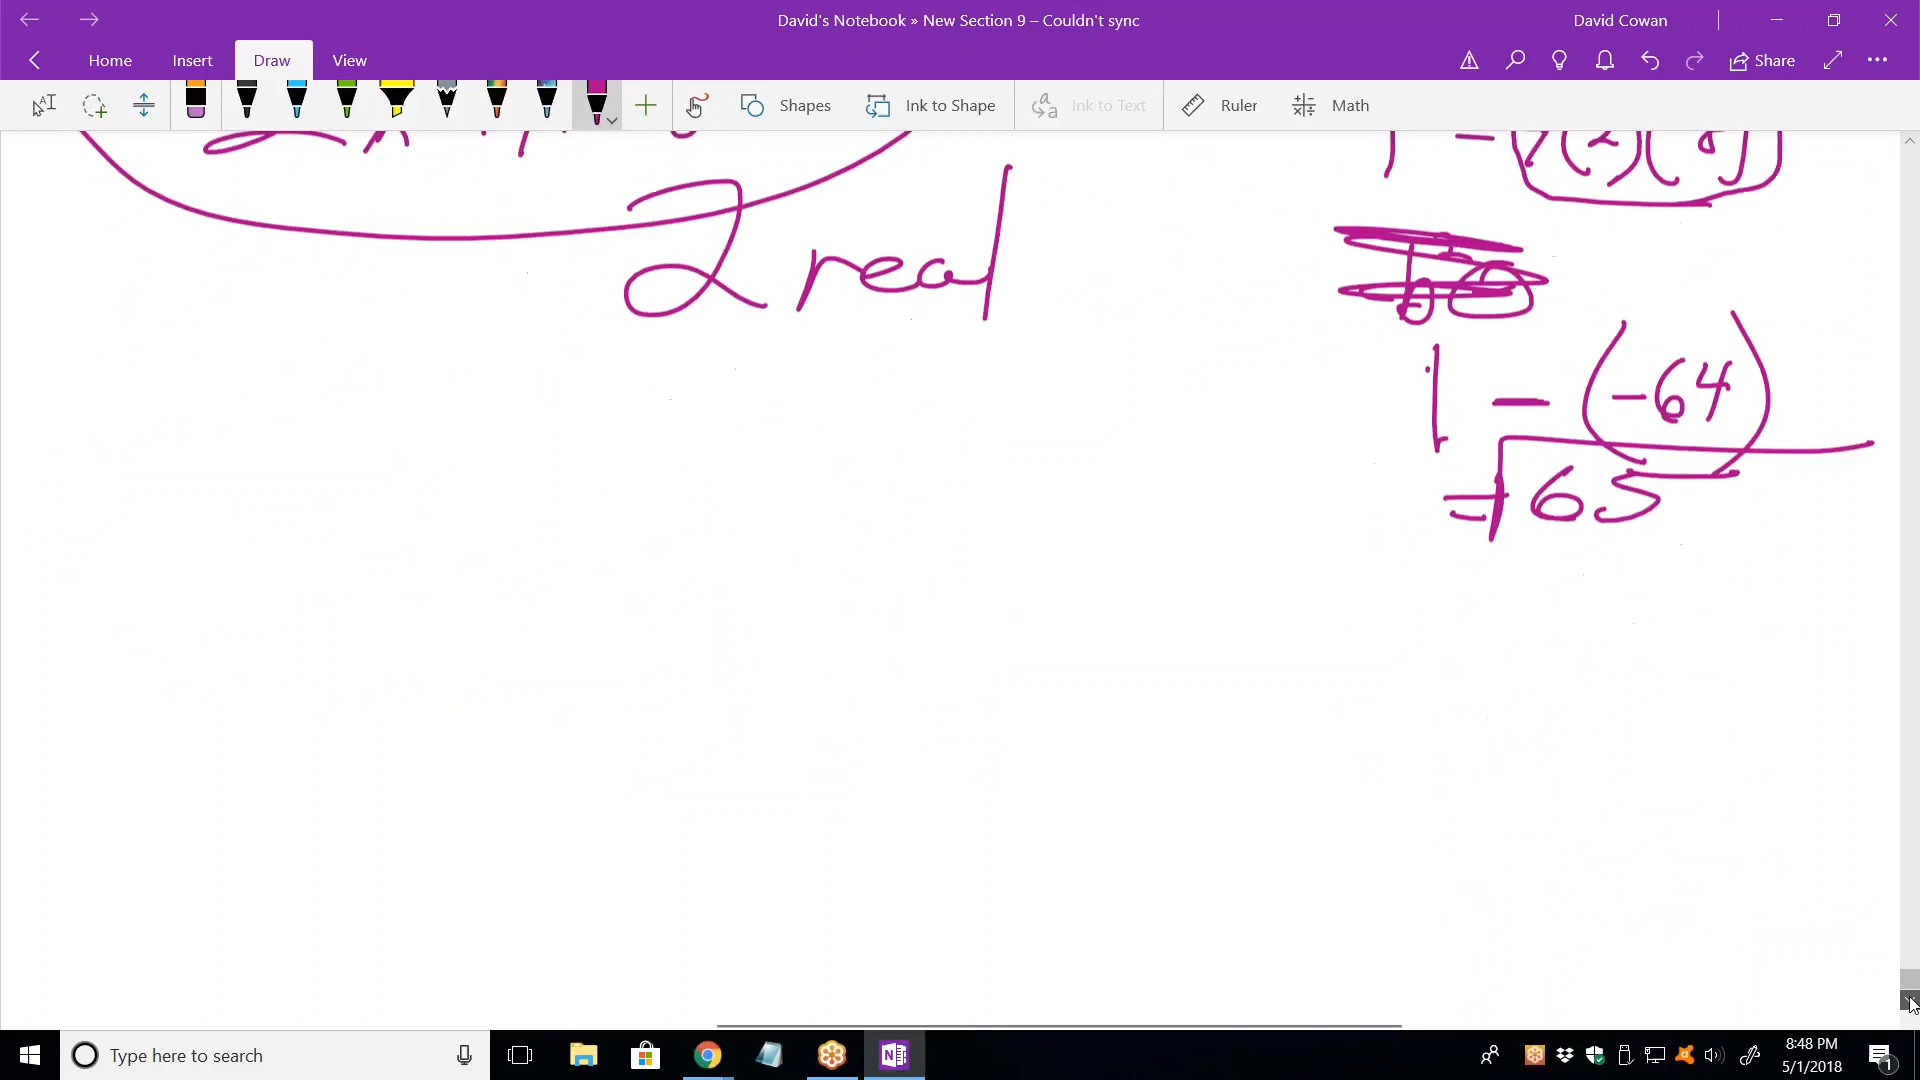 David's Notebook » New Section 9 – Couldn't sync
David Cowan
Home Insert Draw View
Share
Shapes
Ink to Shape
Ink to Text
Ruler
Math
2 real
1 - (-64)
= √65
Type here to search
8:48 PM
5/1/2018
1